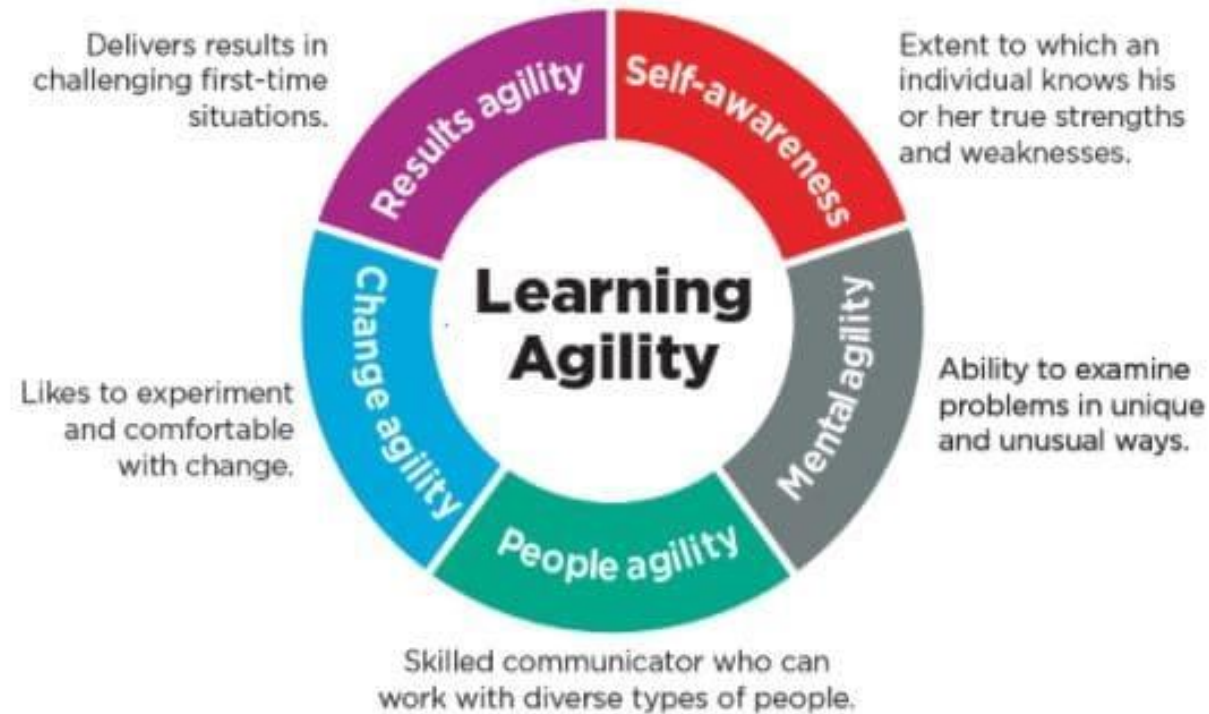 Learning
Agility
Self-awareness
Extent to which an
individual knows his
or her true strengths
and weaknesses.
Mental agility
Ability to examine
problems in unique
and unusual ways.
People agility
Skilled communicator who can
work with diverse types of people.
Change agility
Likes to experiment
and comfortable
with change.
Results agility
Delivers results in
challenging first-time
situations.